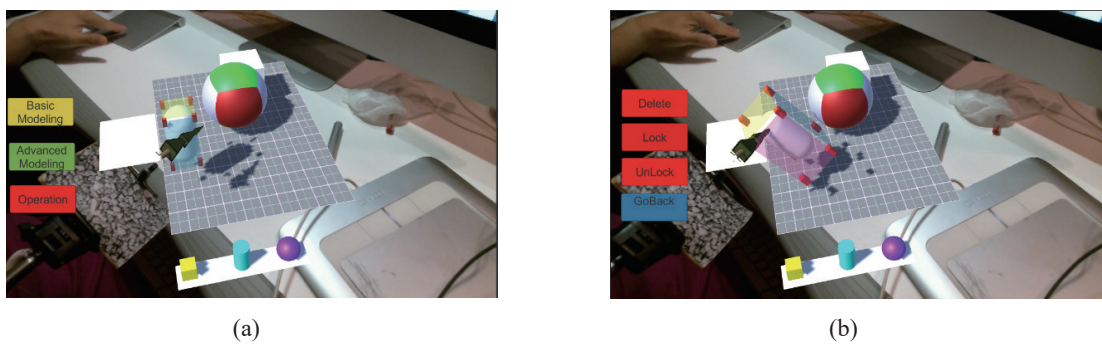 Basic
Modeling
Advanced
Modeling
Operation
Delete
Lock
UnLock
GoBack
(a)
(b)